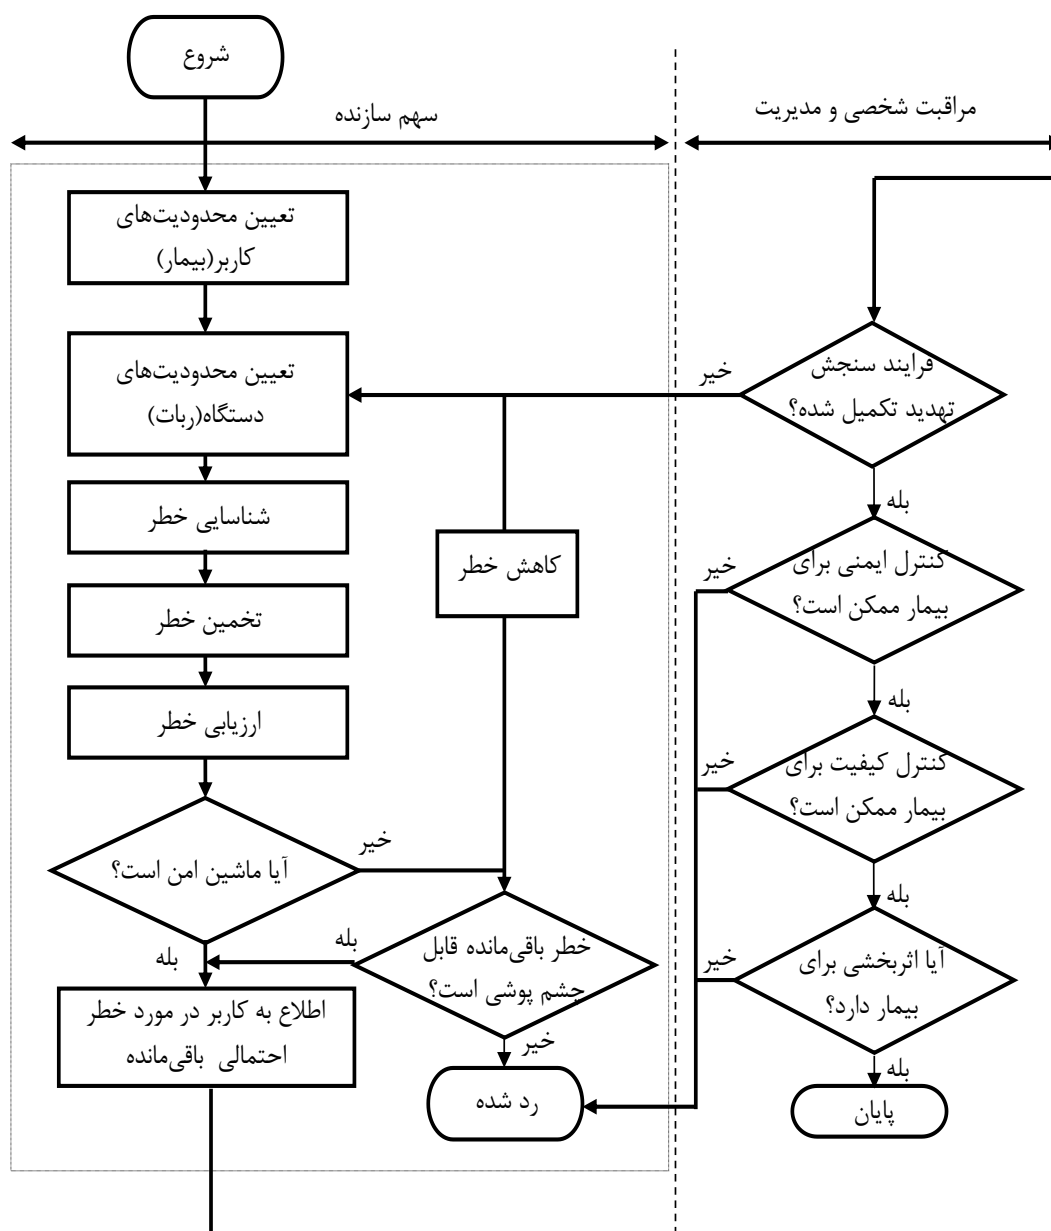 شروع
سهم سازنده
مراقبت شخصی و مدیریت
تعیین محدودیت‌های
کاربر(بیمار)
تعیین محدودیت‌های
دستگاه(ربات)
شناسایی خطر
تخمین خطر
ارزیابی خطر
آیا ماشین امن است؟
خیر
بله
اطلاع به کاربر در مورد خطر
احتمالی باقی‌مانده
کاهش خطر
خطر باقی‌مانده قابل
چشم پوشی است؟
بله
خیر
رد شده
فرایند سنجش
تهدید تکمیل شده؟
خیر
بله
کنترل ایمنی برای
بیمار ممکن است؟
خیر
بله
کنترل کیفیت برای
بیمار ممکن است؟
خیر
بله
آیا اثربخشی برای
بیمار دارد؟
خیر
بله
پایان